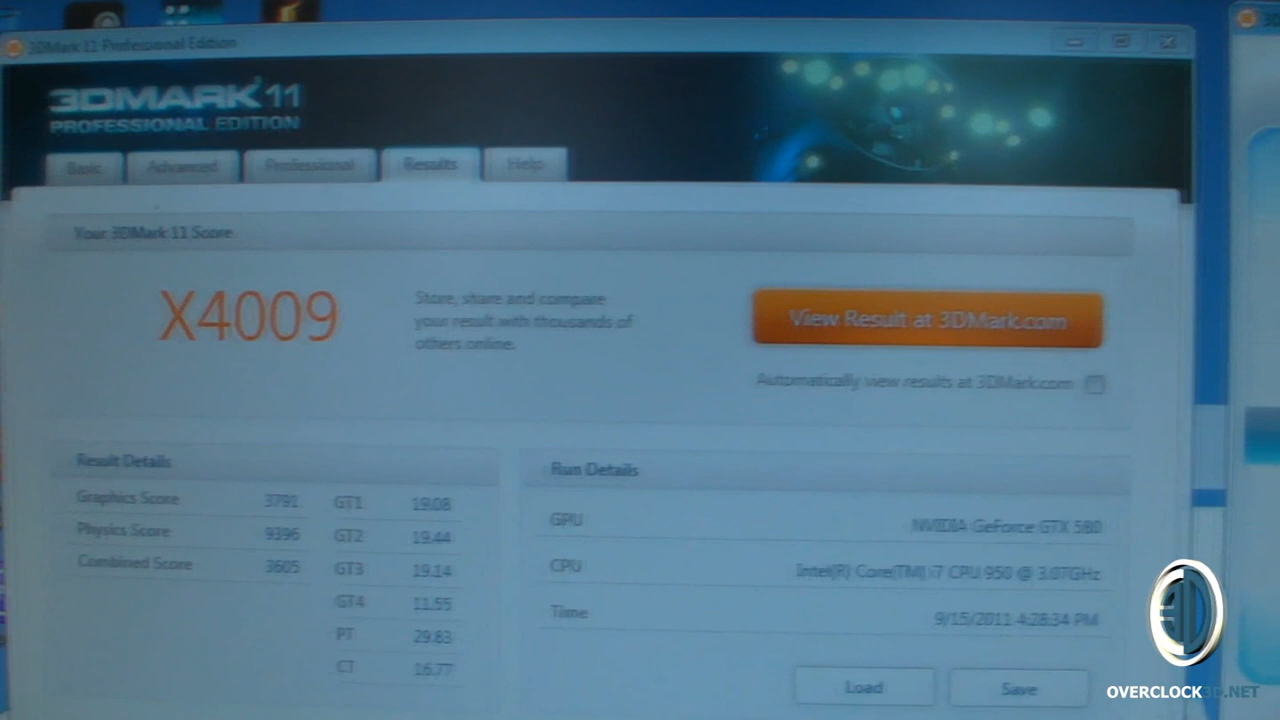 3DMark 11 Professional Edition
3DMARK 11
PROFESSIONAL EDITION
Basic Advanced Professional Results Help
Your 3DMark 11 Score
X4009
Store, share and compare
your result with thousands of
others online.
View Result at 3DMark.com
Automatically view results at 3DMark.com
Result Details
Graphics Score 3791 GT1 19.08
Physics Score 9396 GT2 19.44
Combined Score 3605 GT3 19.14
GT4 11.55
PT 29.83
CT 16.77
Run Details
GPU NVIDIA GeForce GTX 580
CPU Intel(R) Core(TM) i7 CPU 950 @ 3.07GHz
Time 9/15/2011 4:28:34 PM
Load Save
OVERCLOCK3D.NET